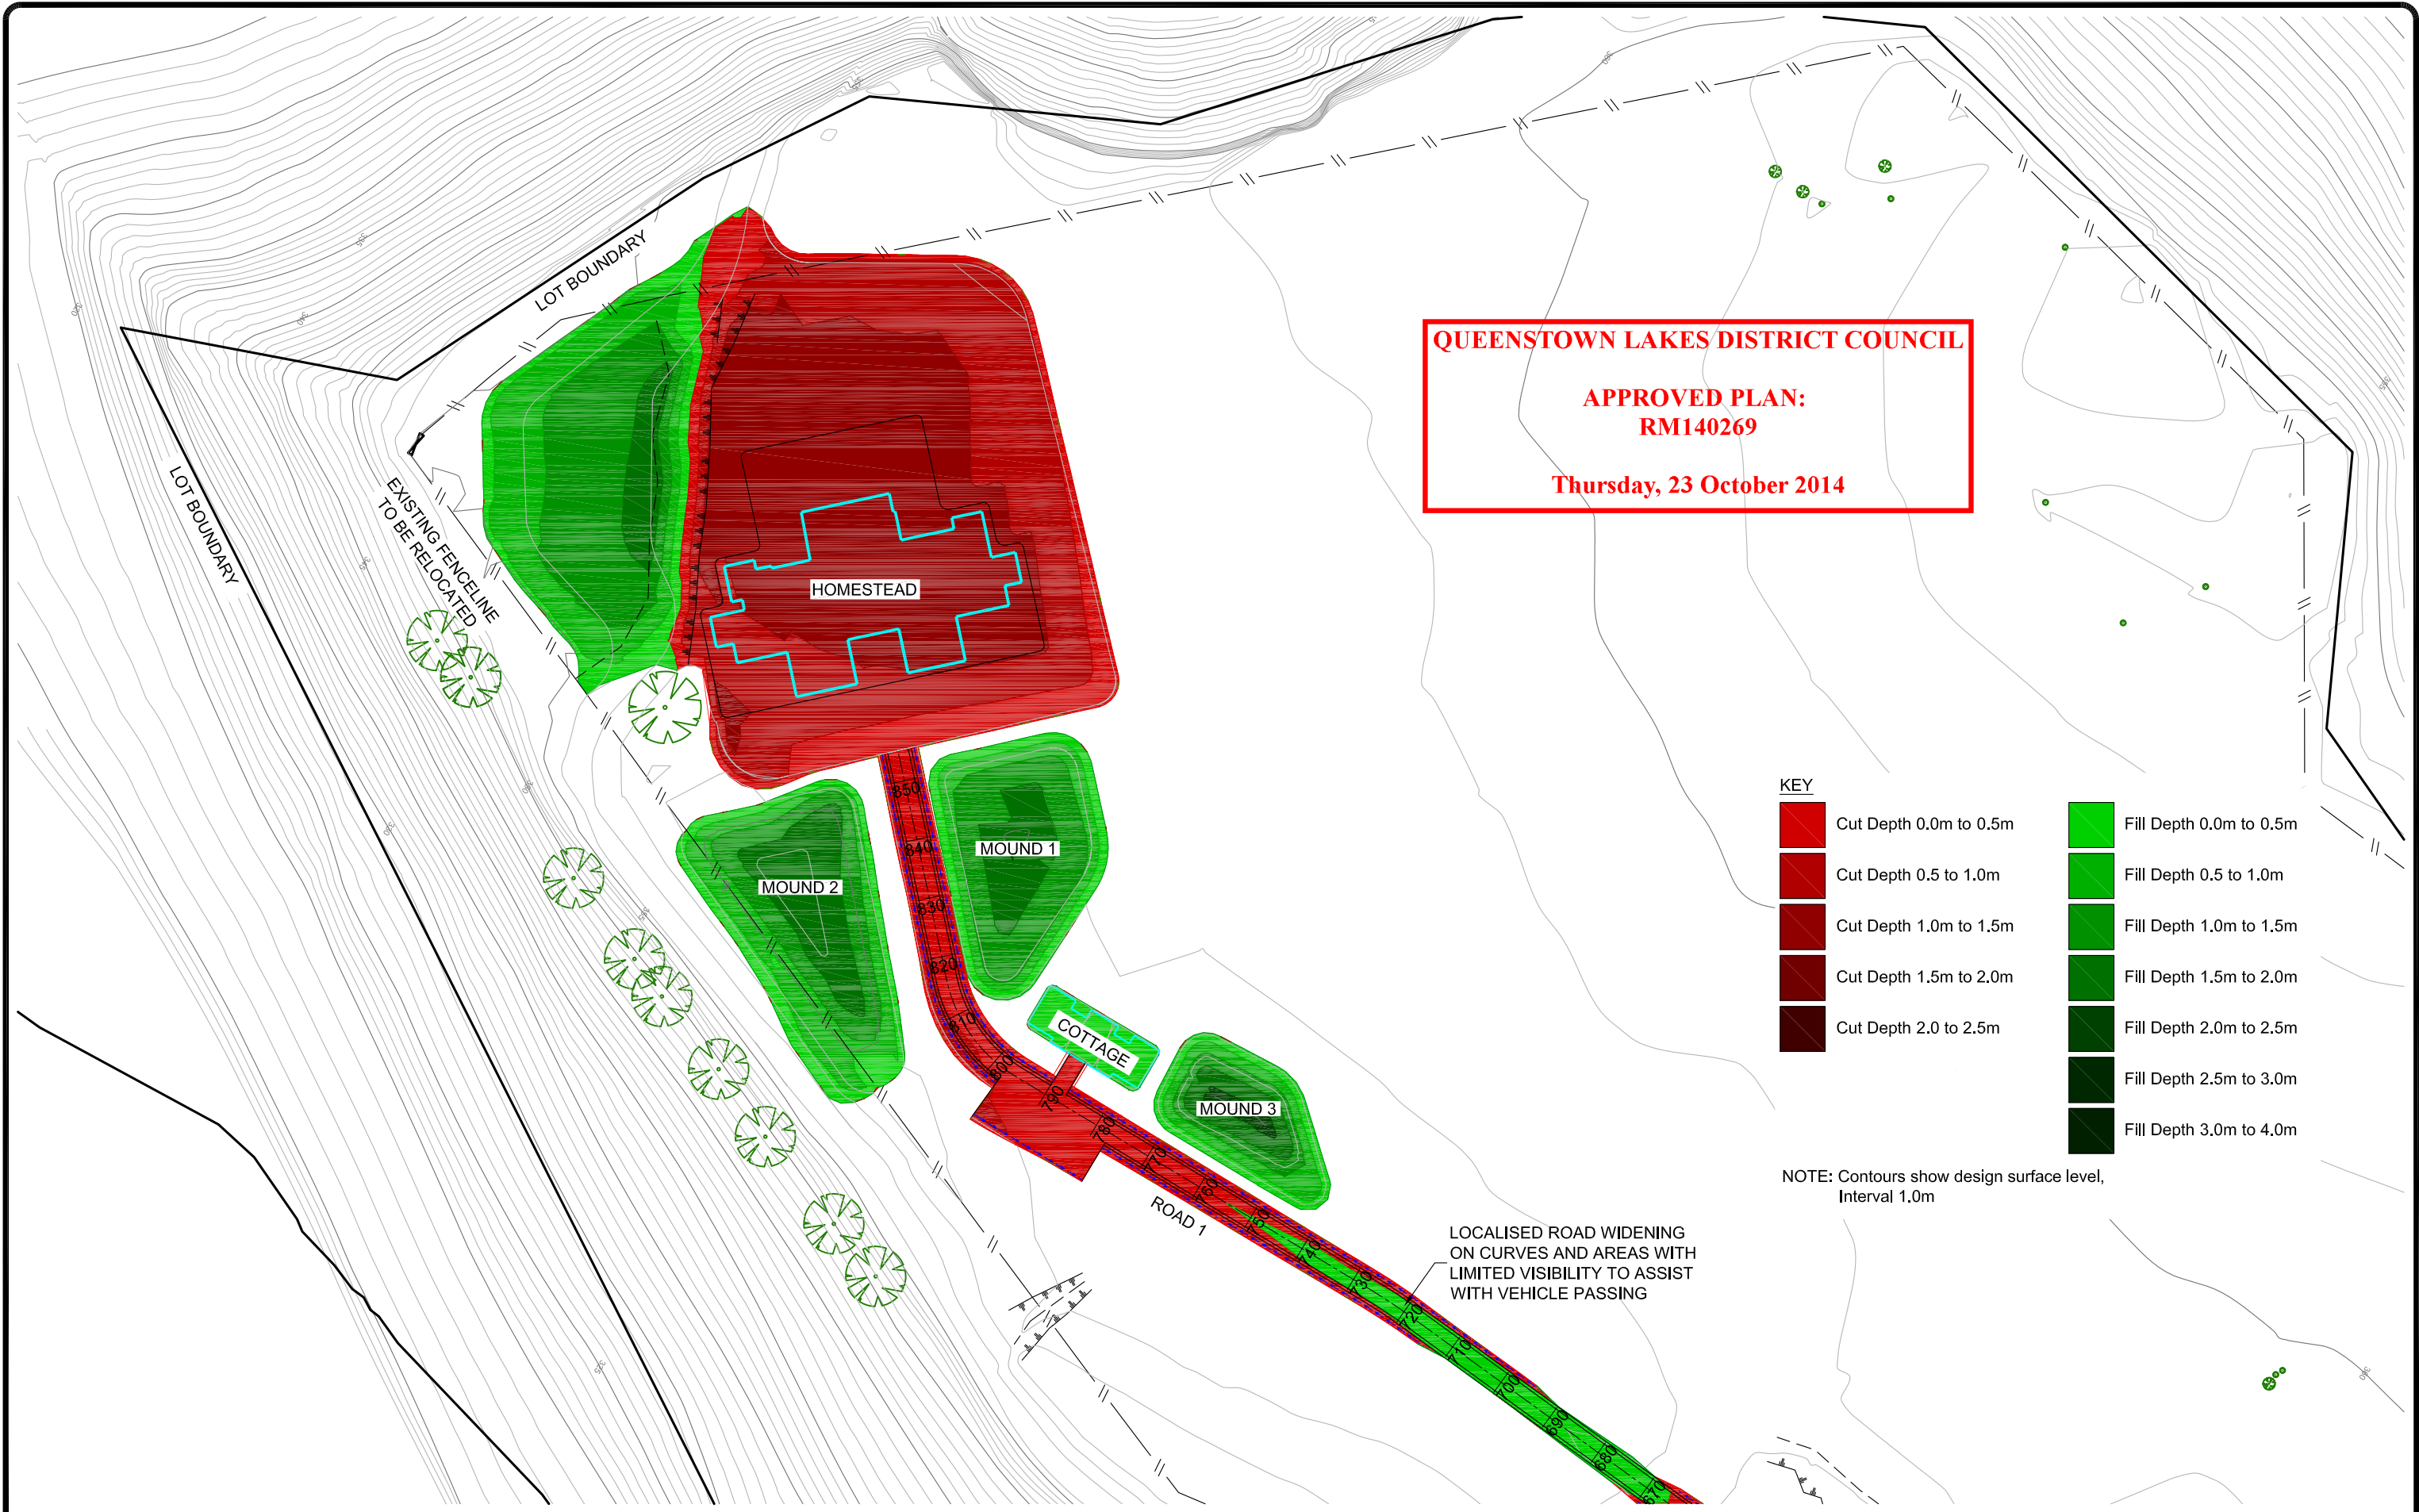 LOT BOUNDARY
LOT BOUNDARY
EXISTING FENCELINE
TO BE RELOCATED
QUEENSTOWN LAKES DISTRICT COUNCIL
APPROVED PLAN:
RM140269
Thursday, 23 October 2014
HOMESTEAD
MOUND 1
MOUND 2
COTTAGE
MOUND 3
ROAD 1
850
840
830
820
810
800
790
780
770
760
750
740
730
720
710
700
690
680
670
LOCALISED ROAD WIDENING
ON CURVES AND AREAS WITH
LIMITED VISIBILITY TO ASSIST
WITH VEHICLE PASSING
KEY
Cut Depth 0.0m to 0.5m
Cut Depth 0.5 to 1.0m
Cut Depth 1.0m to 1.5m
Cut Depth 1.5m to 2.0m
Cut Depth 2.0 to 2.5m
Fill Depth 0.0m to 0.5m
Fill Depth 0.5 to 1.0m
Fill Depth 1.0m to 1.5m
Fill Depth 1.5m to 2.0m
Fill Depth 2.0m to 2.5m
Fill Depth 2.5m to 3.0m
Fill Depth 3.0m to 4.0m
NOTE: Contours show design surface level,
Interval 1.0m